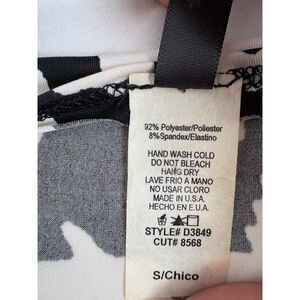 92% Polyester/Poliester
8%Spandex/Elastino
HAND WASH COLD
DO NOT BLEACH
HANG DRY
LAVE FRIO A MANO
NO USAR CLORO
MADE IN U.S.A.
HECHO EN E.U.A.
STYLE# D3849
CUT# 8568
S/Chico